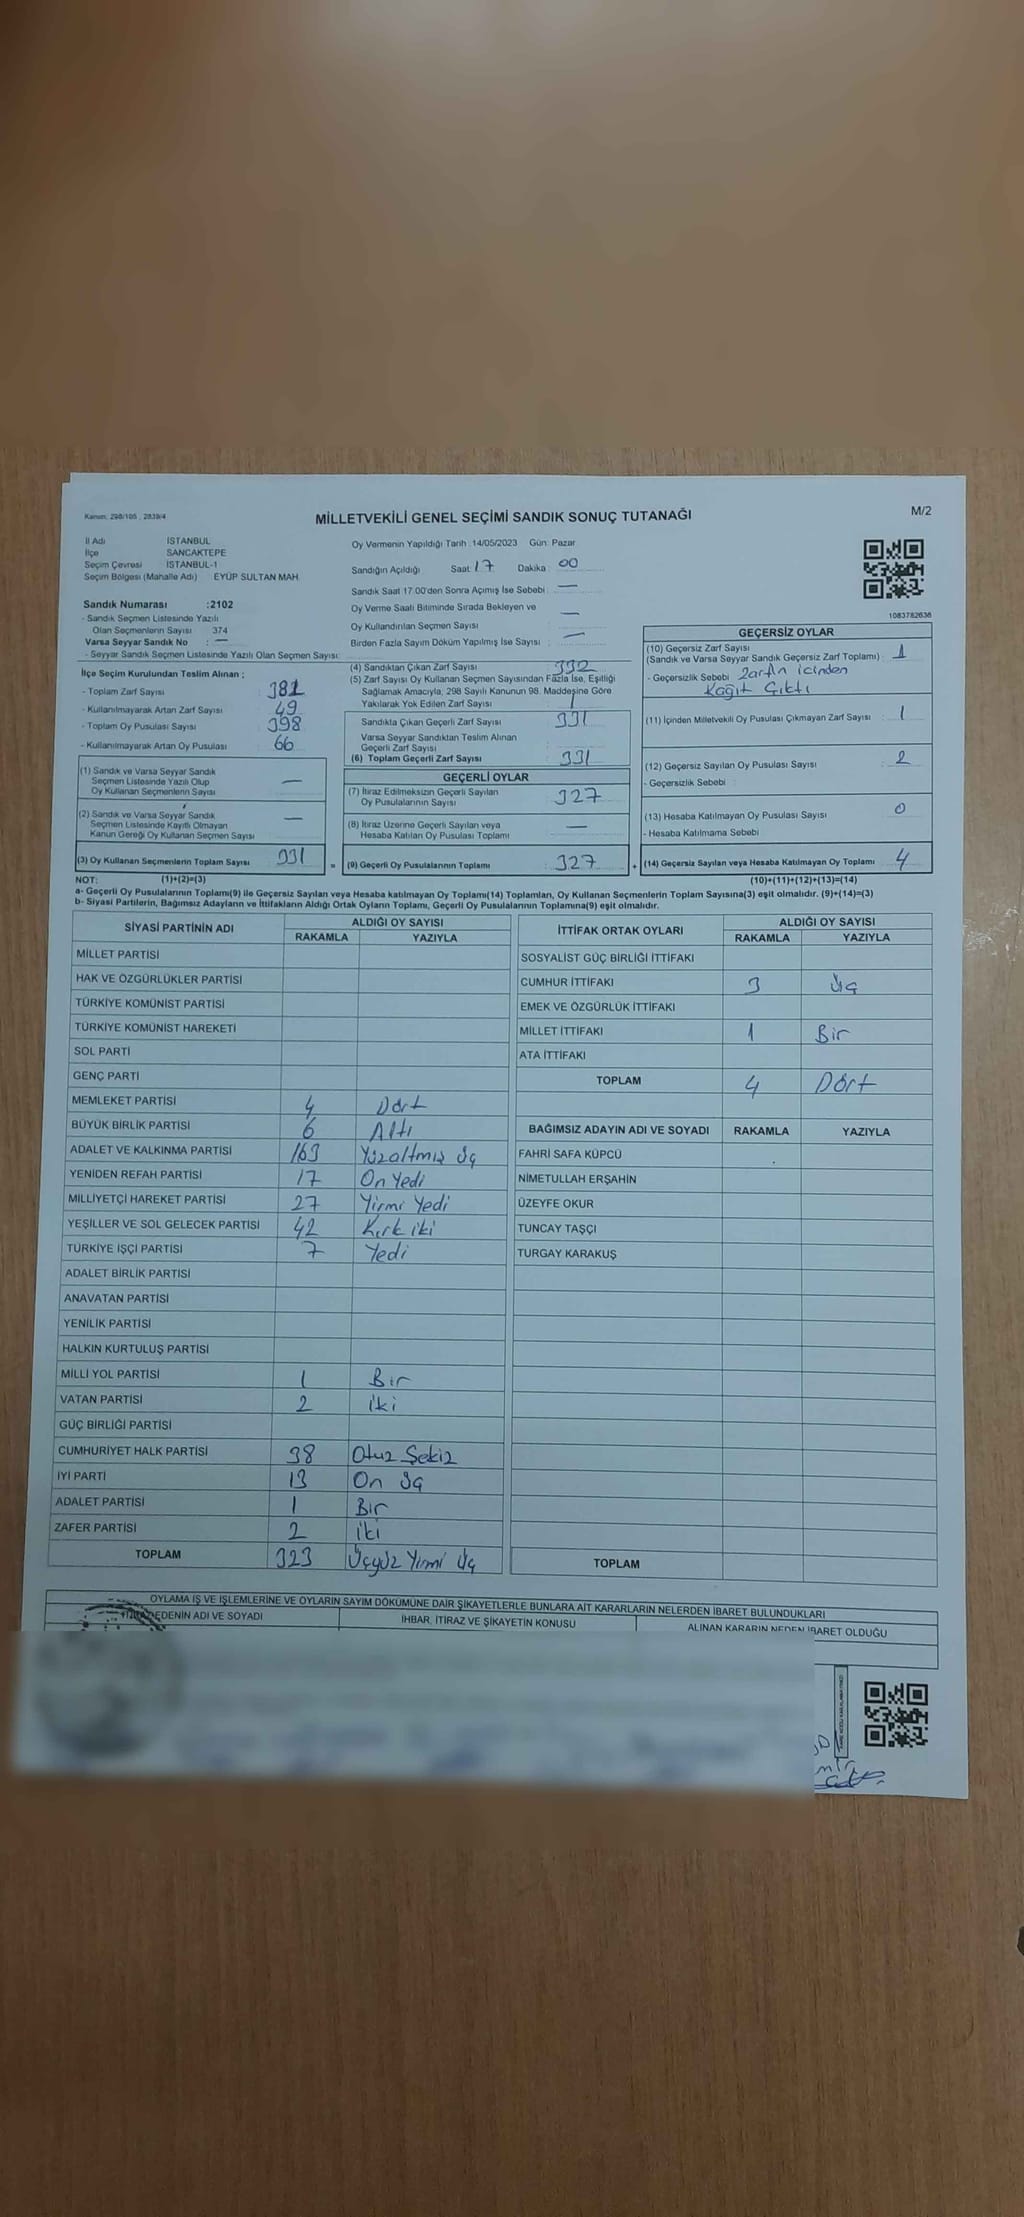 Kanun: 298/105 , 2839/4
MİLLETVEKİLİ GENEL SEÇİMİ SANDIK SONUÇ TUTANAĞI
M/2
İl Adı İSTANBUL
İlçe SANCAKTEPE
Seçim Çevresi İSTANBUL-1
Seçim Bölgesi (Mahalle Adı) EYÜP SULTAN MAH.
Sandık Numarası :2102
- Sandık Seçmen Listesinde Yazılı
Olan Seçmenlerin Sayısı 374
Varsa Seyyar Sandık No : —
- Seyyar Sandık Seçmen Listesinde Yazılı Olan Seçmen Sayısı:
Oy Vermenin Yapıldığı Tarih :14/05/2023 Gün: Pazar
Sandığın Açıldığı Saat: 17 Dakika : 00
Sandık Saat 17.00'den Sonra Açımış İse Sebebi : —
Oy Verme Saati Bitiminde Sırada Bekleyen ve
Oy Kullandırılan Seçmen Sayısı : —
Birden Fazla Sayım Döküm Yapılmış İse Sayısı : —
1083782636
İlçe Seçim Kurulundan Teslim Alınan ;
- Toplam Zarf Sayısı : 381
- Kullanılmayarak Artan Zarf Sayısı : 49
- Toplam Oy Pusulası Sayısı : 398
- Kullanılmayarak Artan Oy Pusulası : 66
(1) Sandık ve Varsa Seyyar Sandık
Seçmen Listesinde Yazılı Olup
Oy Kullanan Seçmenlerin Sayısı —
(2) Sandık ve Varsa Seyyar Sandık
Seçmen Listesinde Kayıtlı Olmayan
Kanun Gereği Oy Kullanan Seçmen Sayısı —
(3) Oy Kullanan Seçmenlerin Toplam Sayısı 331 =
(1)+(2)=(3)
(4) Sandıktan Çıkan Zarf Sayısı : 332
(5) Zarf Sayısı Oy Kullanan Seçmen Sayısından Fazla İse, Eşitliği
Sağlamak Amacıyla, 298 Sayılı Kanunun 98. Maddesine Göre
Yakılarak Yok Edilen Zarf Sayısı : 1
Sandıkta Çıkan Geçerli Zarf Sayısı : 331
Varsa Seyyar Sandıktan Teslim Alınan
Geçerli Zarf Sayısı :
(6) Toplam Geçerli Zarf Sayısı : 331
GEÇERLİ OYLAR
(7) İtiraz Edilmeksizin Geçerli Sayılan
Oy Pusulalarının Sayısı : 327
(8) İtiraz Üzerine Geçerli Sayılan veya
Hesaba Katılan Oy Pusulası Toplamı : —
(9) Geçerli Oy Pusulalarının Toplamı : 327 +
GEÇERSİZ OYLAR
(10) Geçersiz Zarf Sayısı
(Sandık ve Varsa Seyyar Sandık Geçersiz Zarf Toplamı) : 1
- Geçersizlik Sebebi Zarfın içinden
Kağıt Çıktı
(11) İçinden Milletvekili Oy Pusulası Çıkmayan Zarf Sayısı : 1
(12) Geçersiz Sayılan Oy Pusulası Sayısı : 2
- Geçersizlik Sebebi :
(13) Hesaba Katılmayan Oy Pusulası Sayısı : 0
- Hesaba Katılmama Sebebi
(14) Geçersiz Sayılan veya Hesaba Katılmayan Oy Toplamı : 4
(10)+(11)+(12)+(13)=(14)
NOT:
a- Geçerli Oy Pusulalarının Toplamı(9) ile Geçersiz Sayılan veya Hesaba katılmayan Oy Toplamı(14) Toplamları, Oy Kullanan Seçmenlerin Toplam Sayısına(3) eşit olmalıdır. (9)+(14)=(3)
b- Siyasi Partilerin, Bağımsız Adayların ve İttifakların Aldığı Ortak Oyların Toplamı, Geçerli Oy Pusulalarının Toplamına(9) eşit olmalıdır.
SİYASİ PARTİNİN ADI ALDIĞI OY SAYISI
RAKAMLA YAZIYLA
MİLLET PARTİSİ
HAK VE ÖZGÜRLÜKLER PARTİSİ
TÜRKİYE KOMÜNİST PARTİSİ
TÜRKİYE KOMÜNİST HAREKETİ
SOL PARTİ
GENÇ PARTİ
MEMLEKET PARTİSİ 4 Dört
BÜYÜK BİRLİK PARTİSİ 6 Altı
ADALET VE KALKINMA PARTİSİ 163 Yüzaltmış üç
YENİDEN REFAH PARTİSİ 17 On Yedi
MİLLİYETÇİ HAREKET PARTİSİ 27 Yirmi Yedi
YEŞİLLER VE SOL GELECEK PARTİSİ 42 Kırk iki
TÜRKİYE İŞÇİ PARTİSİ 7 Yedi
ADALET BİRLİK PARTİSİ
ANAVATAN PARTİSİ
YENİLİK PARTİSİ
HALKIN KURTULUŞ PARTİSİ
MİLLİ YOL PARTİSİ 1 Bir
VATAN PARTİSİ 2 iki
GÜÇ BİRLİĞİ PARTİSİ
CUMHURİYET HALK PARTİSİ 38 Otuz Sekiz
İYİ PARTİ 13 On üç
ADALET PARTİSİ 1 Bir
ZAFER PARTİSİ 2 iki
TOPLAM 323 Üçyüz Yirmi üç
İTTİFAK ORTAK OYLARI ALDIĞI OY SAYISI
RAKAMLA YAZIYLA
SOSYALİST GÜÇ BİRLİĞİ İTTİFAKI
CUMHUR İTTİFAKI 3 Üç
EMEK VE ÖZGÜRLÜK İTTİFAKI
MİLLET İTTİFAKI 1 Bir
ATA İTTİFAKI
TOPLAM 4 Dört
BAĞIMSIZ ADAYIN ADI VE SOYADI RAKAMLA YAZIYLA
FAHRİ SAFA KÜPCÜ
NİMETULLAH ERŞAHİN
ÜZEYFE OKUR
TUNCAY TAŞÇI
TURGAY KARAKUŞ
TOPLAM
OYLAMA İŞ VE İŞLEMLERİNE VE OYLARIN SAYIM DÖKÜMÜNE DAİR ŞİKAYETLERLE BUNLARA AİT KARARLARIN NELERDEN İBARET BULUNDUKLARI
EDENİN ADI VE SOYADI İHBAR, İTİRAZ VE ŞİKAYETİN KONUSU ALINAN KARARIN NEDEN İBARET OLDUĞU